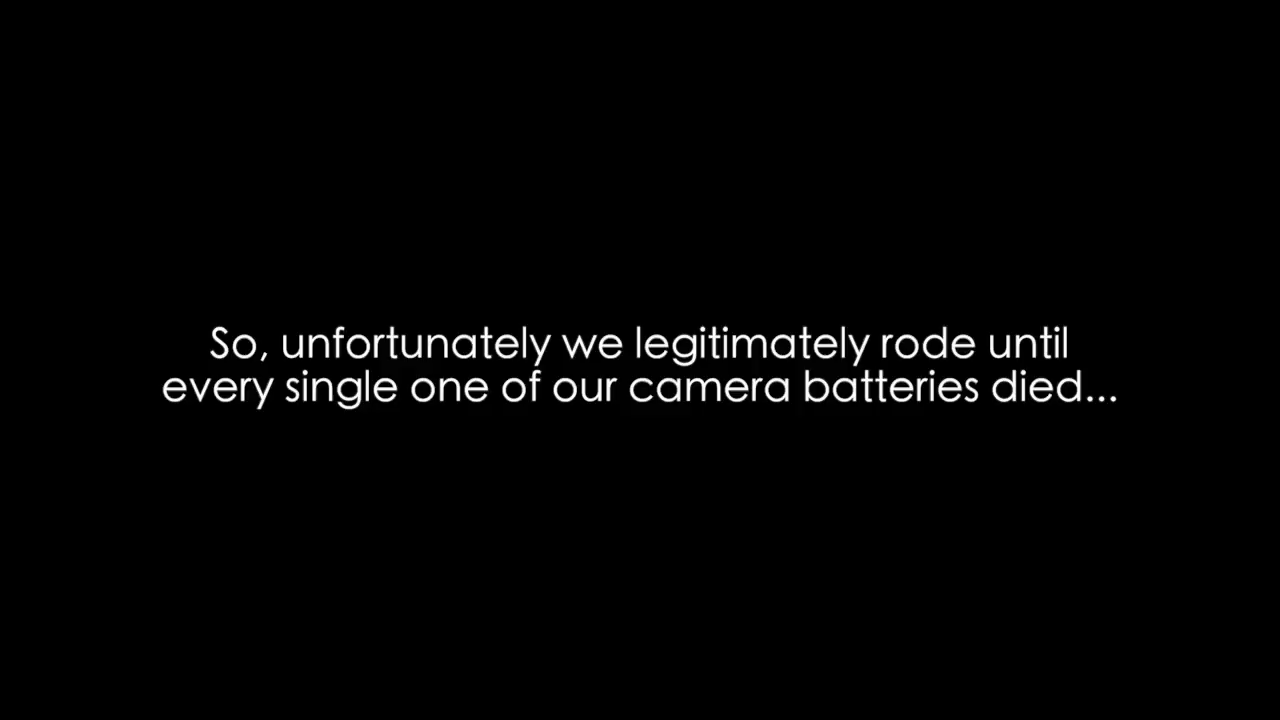 So, unfortunately we legitimately rode until
every single one of our camera batteries died...